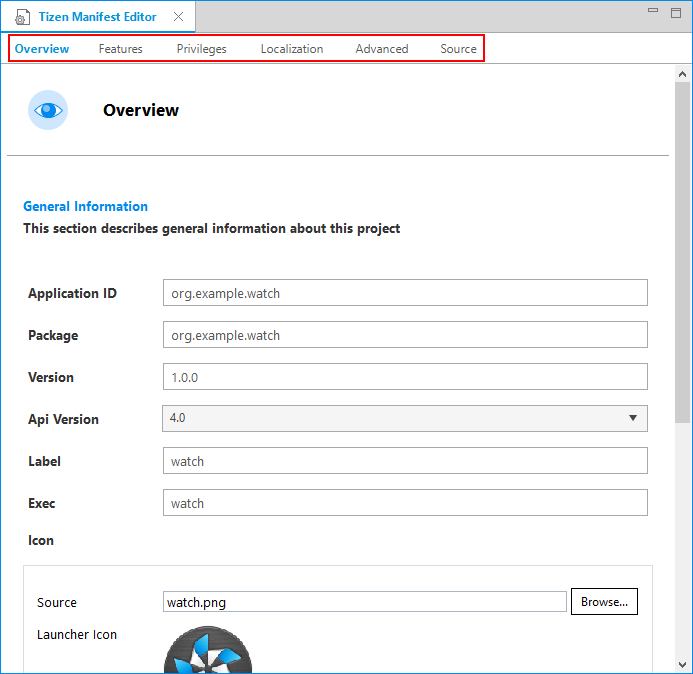 Tizen Manifest Editor
Overview Features Privileges Localization Advanced Source
Overview
General Information
This section describes general information about this project
Application ID org.example.watch
Package org.example.watch
Version 1.0.0
Api Version 4.0
Label watch
Exec watch
Icon
Source watch.png Browse...
Launcher Icon